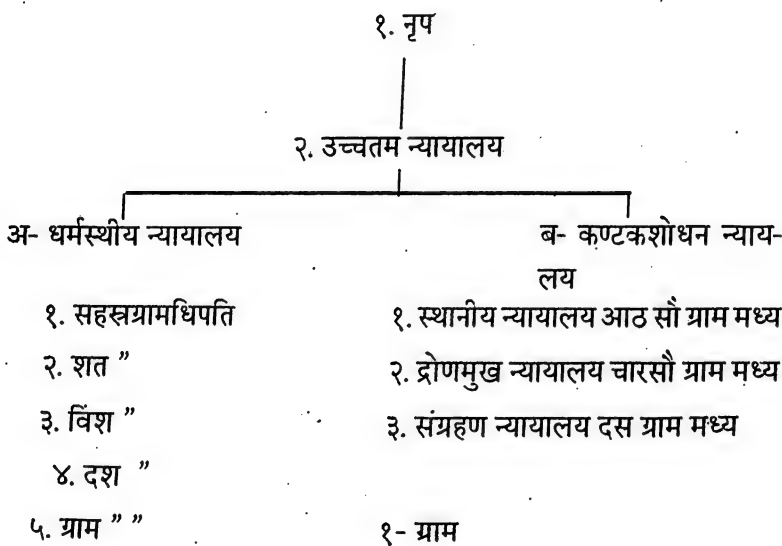 १. नृप
२. उच्चतम न्यायालय
अ- धर्मस्थीय न्यायालय
१. सहस्रग्रामधिपति
२. शत ”
३. विंश ”
४. दश ”
५. ग्राम ” ”
ब- कण्टकशोधन न्याय-
लय
१. स्थानीय न्यायालय आठ सौ ग्राम मध्य
२. द्रोणमुख न्यायालय चारसौ ग्राम मध्य
३. संग्रहण न्यायालय दस ग्राम मध्य
१- ग्राम